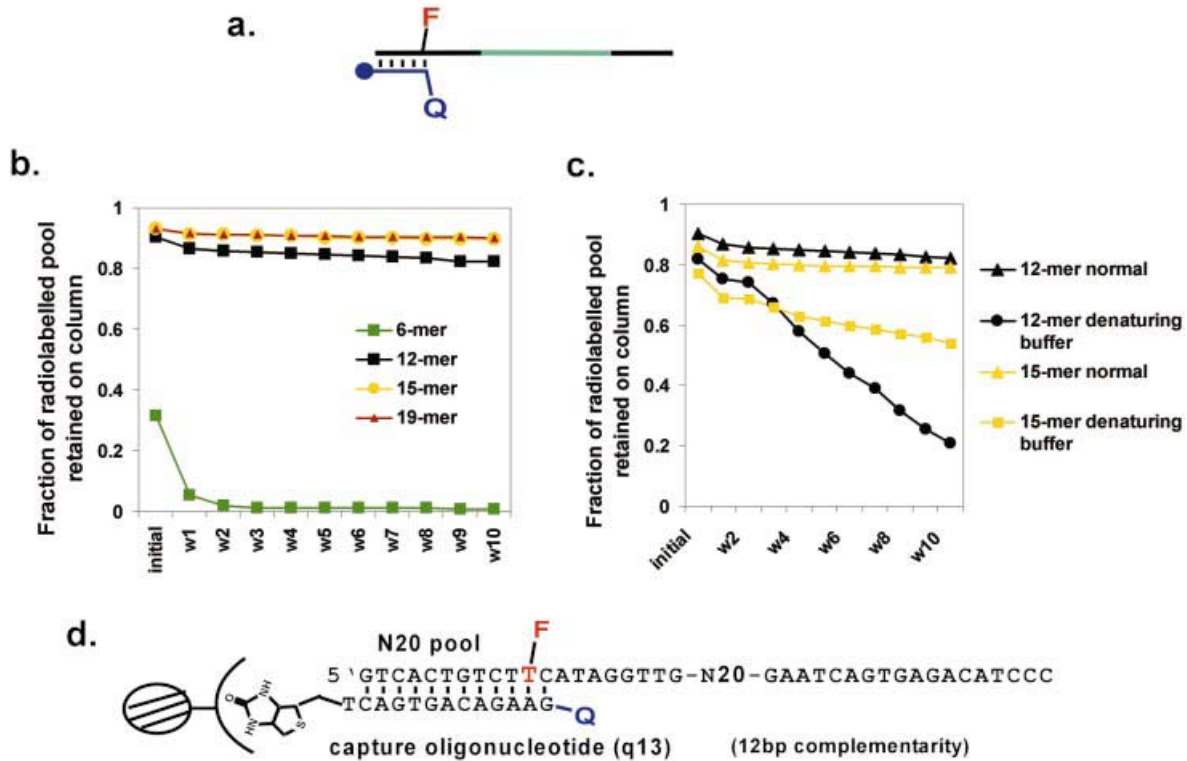 a.
F
Q
b.
Fraction of radiolabelled pool
retained on column
1
0.8
0.6
0.4
0.2
0
initial
w1
w2
w3
w4
w5
w6
w7
w8
w9
w10
6-mer
12-mer
15-mer
19-mer
c.
Fraction of radiolabelled pool
retained on column
1
0.8
0.6
0.4
0.2
0
initial
w2
w4
w6
w8
w10
12-mer normal
12-mer denaturing
buffer
15-mer normal
15-mer denaturing
buffer
d.
N20 pool
F
5 ‛GTCACTGTCTTCATAGGTTG-N20-GAATCAGTGAGACATCCC
TCAGTGACAGAAG
Q
O
NH
HN
S
capture oligonucleotide (q13)
(12bp complementarity)